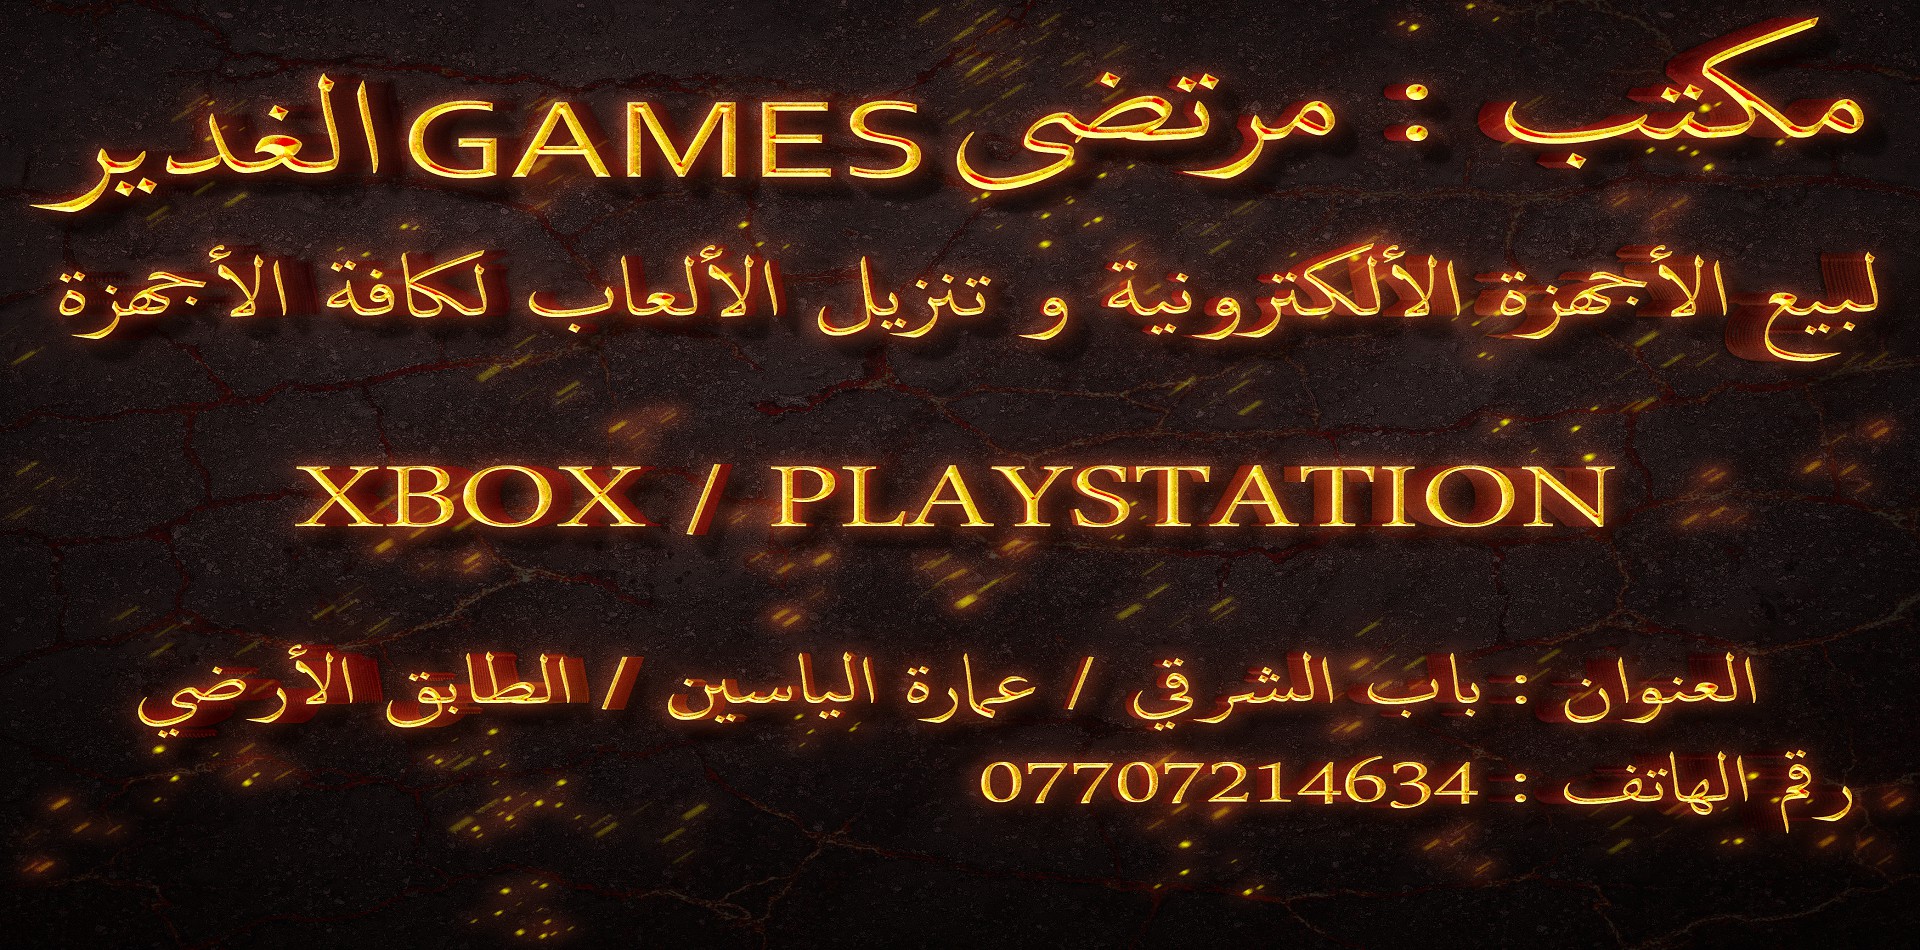 مكتب : مرتضى GAMES الغدير
لبيع الأجهزة الألكترونية و تنزيل الألعاب لكافة الأجهزة
XBOX / PLAYSTATION
العنوان : باب الشرقي / عمارة الياسين / الطابق الأرضي
رقم الهاتف : 07707214634